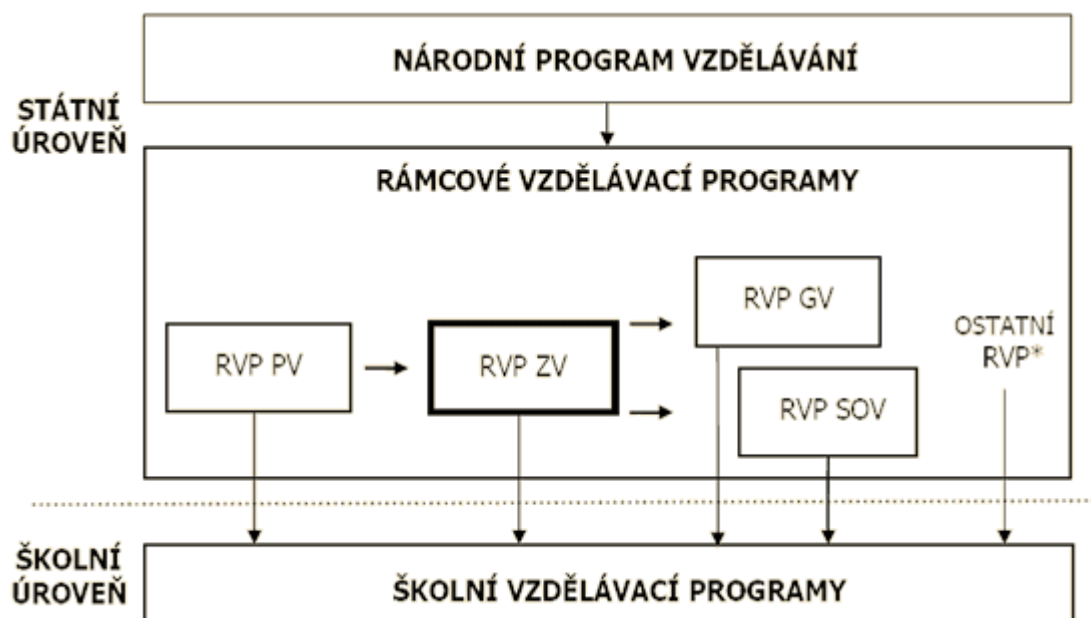 NÁRODNÍ PROGRAM VZDĚLÁVÁNÍ
STÁTNÍ
ÚROVEŇ
RÁMCOVÉ VZDĚLÁVACÍ PROGRAMY
RVP PV
RVP ZV
RVP GV
RVP SOV
OSTATNÍ
RVP*
ŠKOLNÍ
ÚROVEŇ
ŠKOLNÍ VZDĚLÁVACÍ PROGRAMY